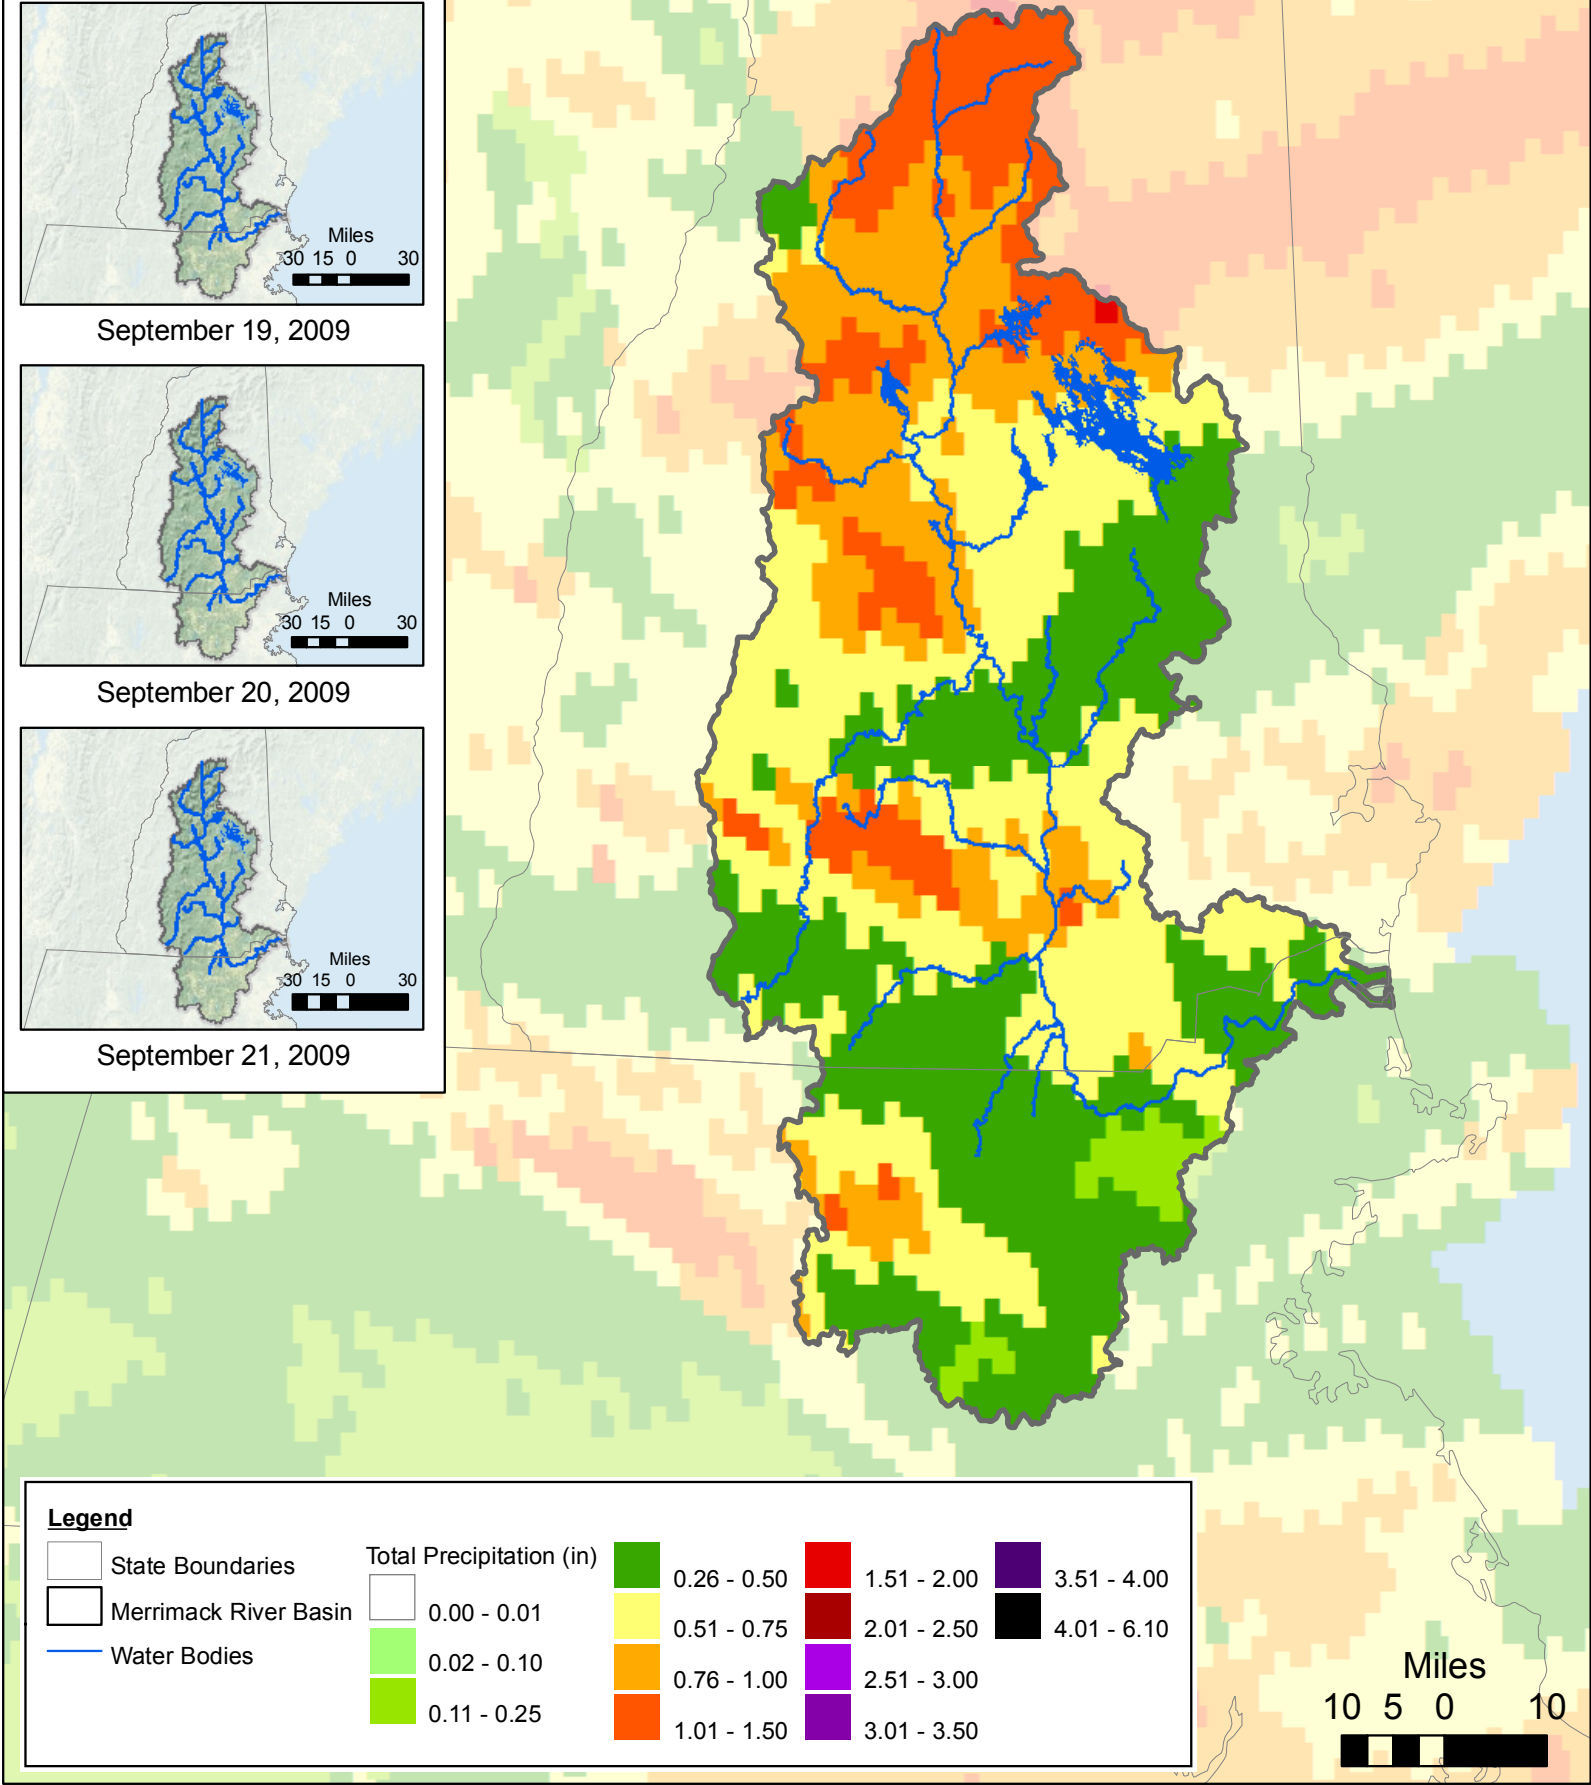 Miles
30 15 0 30
September 19, 2009
Miles
30 15 0 30
September 20, 2009
Miles
30 15 0 30
September 21, 2009
Legend
State Boundaries
Merrimack River Basin
Water Bodies
Total Precipitation (in)
0.00 - 0.01
0.02 - 0.10
0.11 - 0.25
0.26 - 0.50
0.51 - 0.75
0.76 - 1.00
1.01 - 1.50
1.51 - 2.00
2.01 - 2.50
2.51 - 3.00
3.01 - 3.50
3.51 - 4.00
4.01 - 6.10
Miles
10 5 0 10